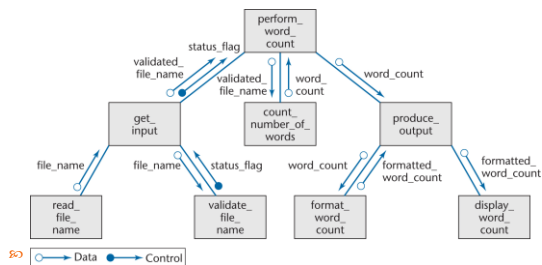 perform_
word_
count
status_flag
validated_
file_name
validated_
file_name
word_
count
word_count
get_
input
count_
number_of_
words
produce_
output
file_name
file_name
status_flag
word_count
formatted_
word_count
formatted_
word_count
read_
file_
name
validate_
file_
name
format_
word_
count
display_
word_
count
Data
Control